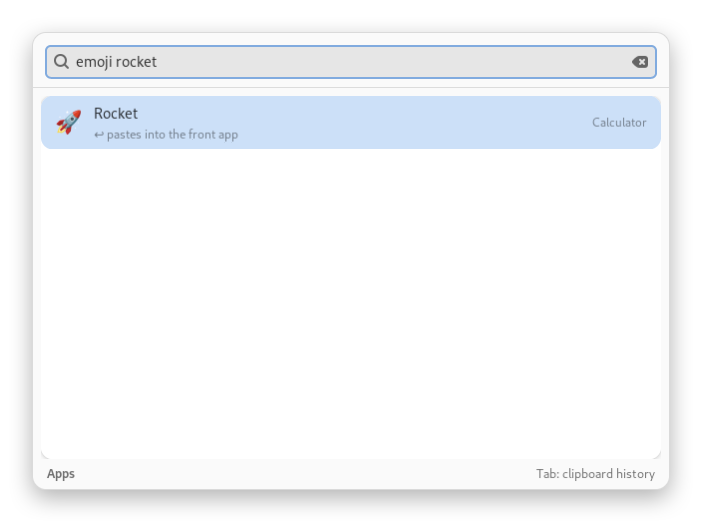 emoji rocket
Rocket
↩ pastes into the front app
Calculator
Apps
Tab: clipboard history